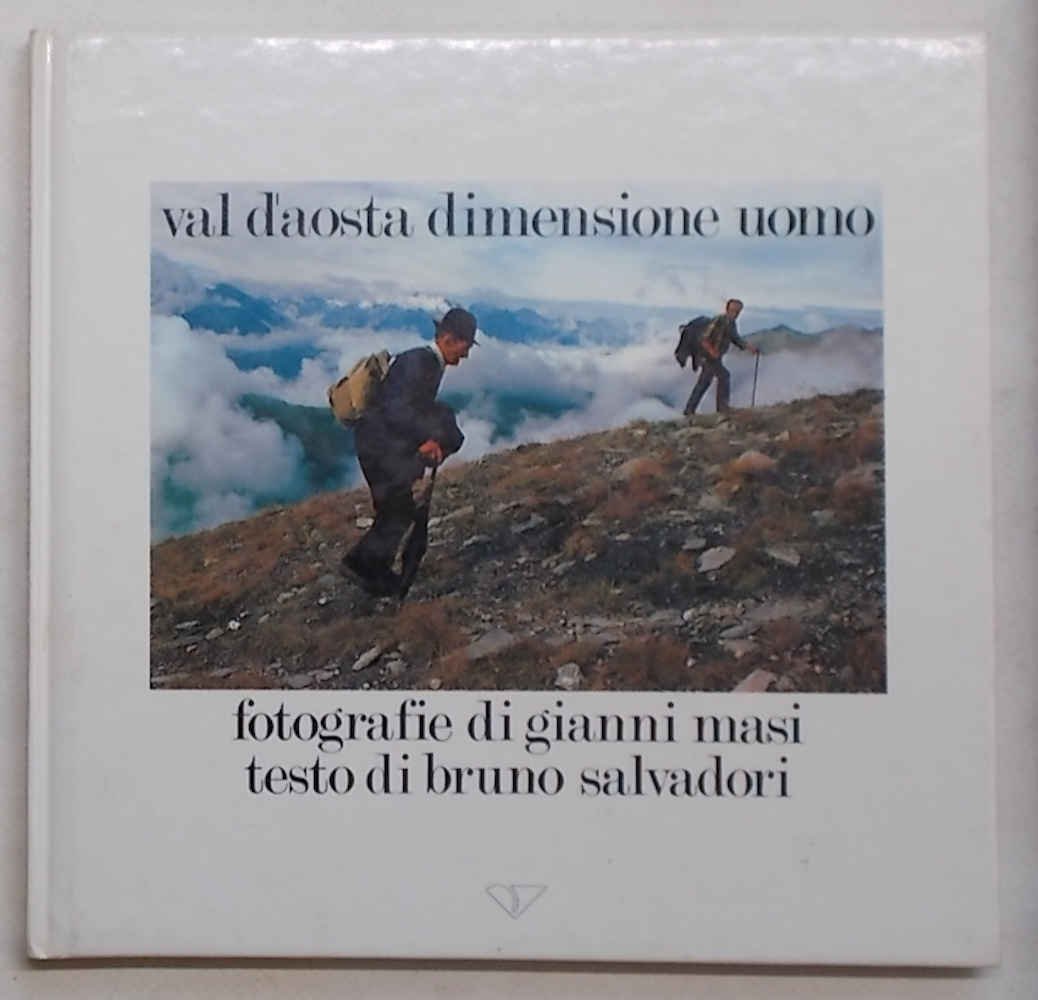 val d'aosta dimensione uomo
fotografie di gianni masi
testo di bruno salvadori